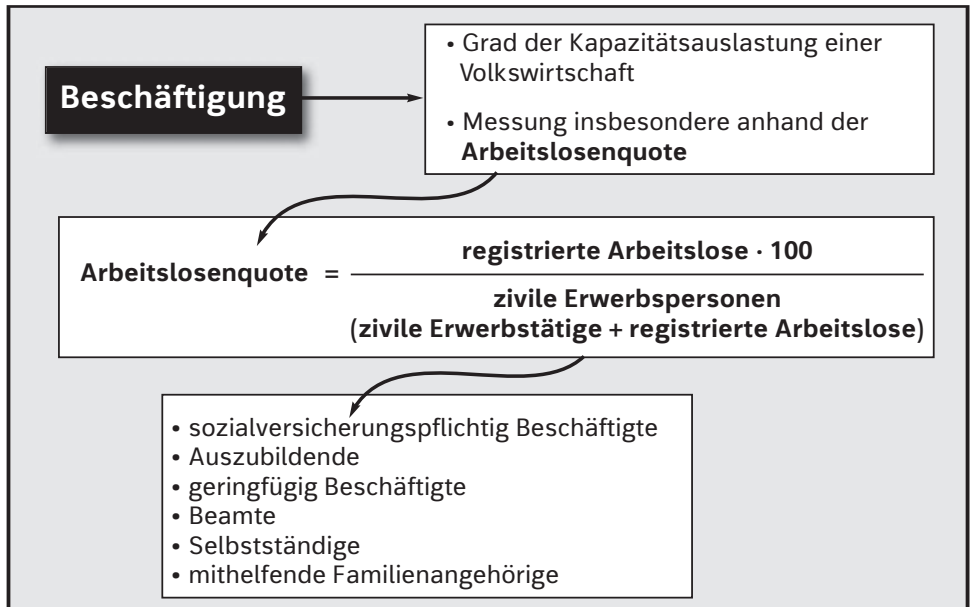 Beschäftigung
• Grad der Kapazitätsauslastung einer
Volkswirtschaft
• Messung insbesondere anhand der
Arbeitslosenquote
Arbeitslosenquote =
registrierte Arbeitslose · 100
zivile Erwerbspersonen
(zivile Erwerbstätige + registrierte Arbeitslose)
• sozialversicherungspflichtig Beschäftigte
• Auszubildende
• geringfügig Beschäftigte
• Beamte
• Selbstständige
• mithelfende Familienangehörige